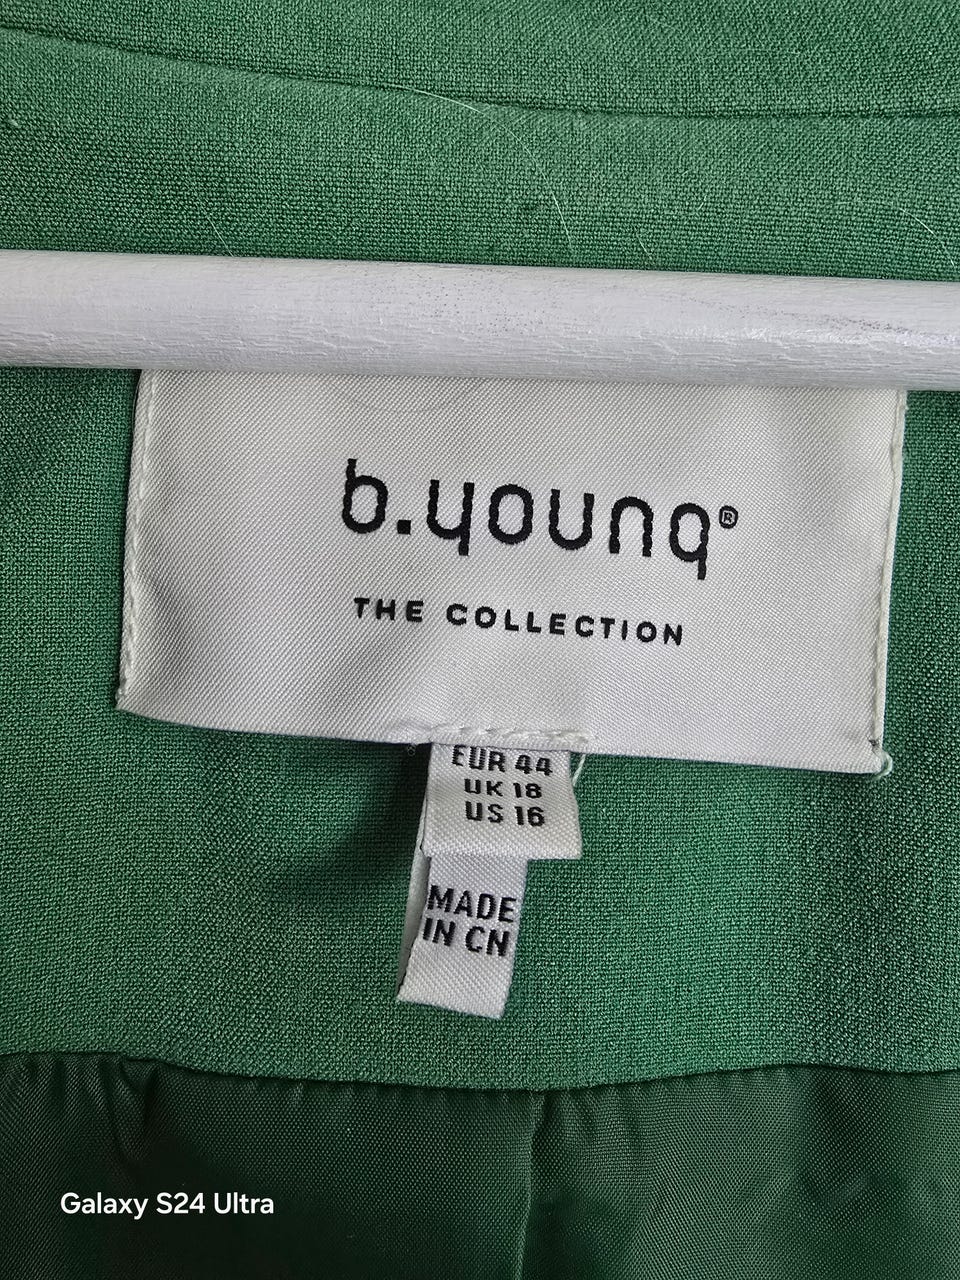 b.young®
THE COLLECTION
EUR 44
UK 18
US 16
MADE
IN CN
Galaxy S24 Ultra